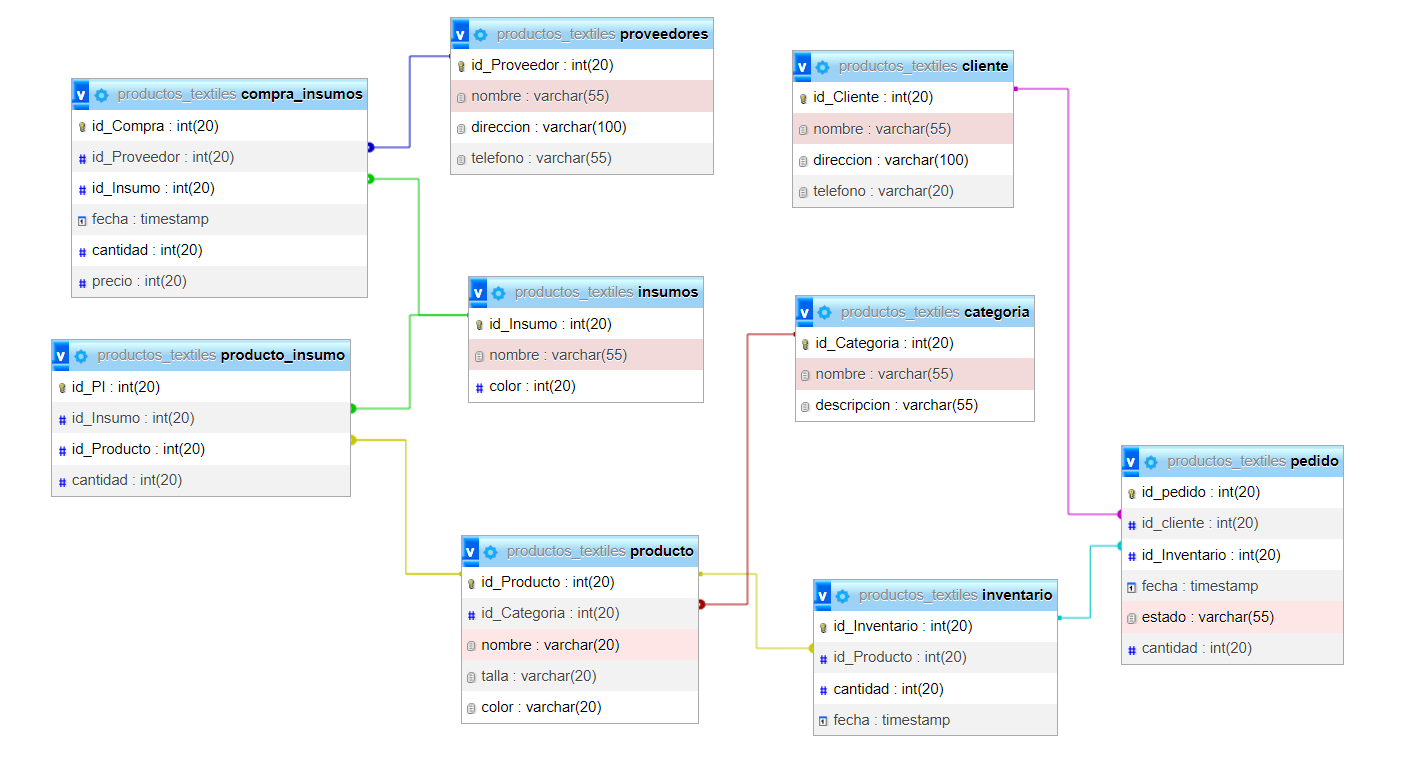 productos_textiles proveedores
id_Proveedor : int(20)
nombre : varchar(55)
direccion : varchar(100)
telefono : varchar(55)
productos_textiles cliente
id_Cliente : int(20)
nombre : varchar(55)
direccion : varchar(100)
telefono : varchar(20)
productos_textiles compra_insumos
id_Compra : int(20)
id_Proveedor : int(20)
id_Insumo : int(20)
fecha : timestamp
cantidad : int(20)
precio : int(20)
productos_textiles insumos
id_Insumo : int(20)
nombre : varchar(55)
color : int(20)
productos_textiles categoria
id_Categoria : int(20)
nombre : varchar(55)
descripcion : varchar(55)
productos_textiles producto_insumo
id_PI : int(20)
id_Insumo : int(20)
id_Producto : int(20)
cantidad : int(20)
productos_textiles pedido
id_pedido : int(20)
id_cliente : int(20)
id_Inventario : int(20)
fecha : timestamp
estado : varchar(55)
cantidad : int(20)
productos_textiles producto
id_Producto : int(20)
id_Categoria : int(20)
nombre : varchar(20)
talla : varchar(20)
color : varchar(20)
productos_textiles inventario
id_Inventario : int(20)
id_Producto : int(20)
cantidad : int(20)
fecha : timestamp